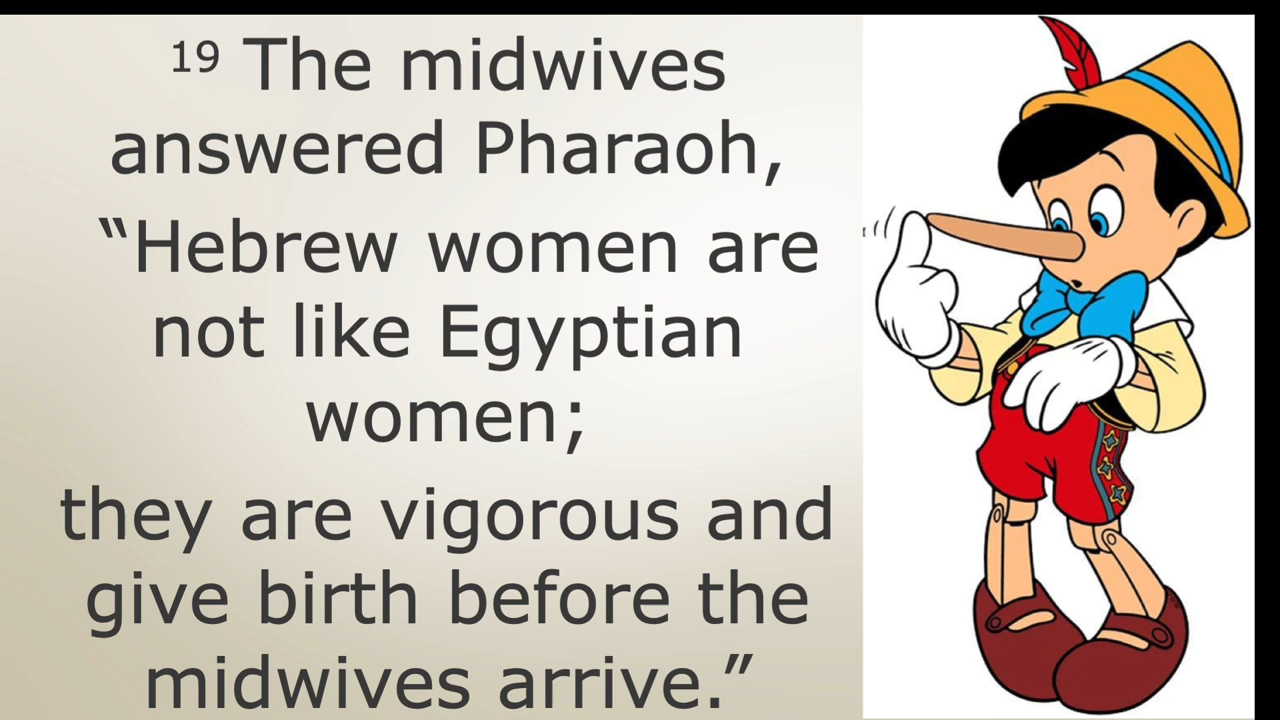 19 The midwives
answered Pharaoh,
“Hebrew women are
not like Egyptian
women;
they are vigorous and
give birth before the
midwives arrive.”